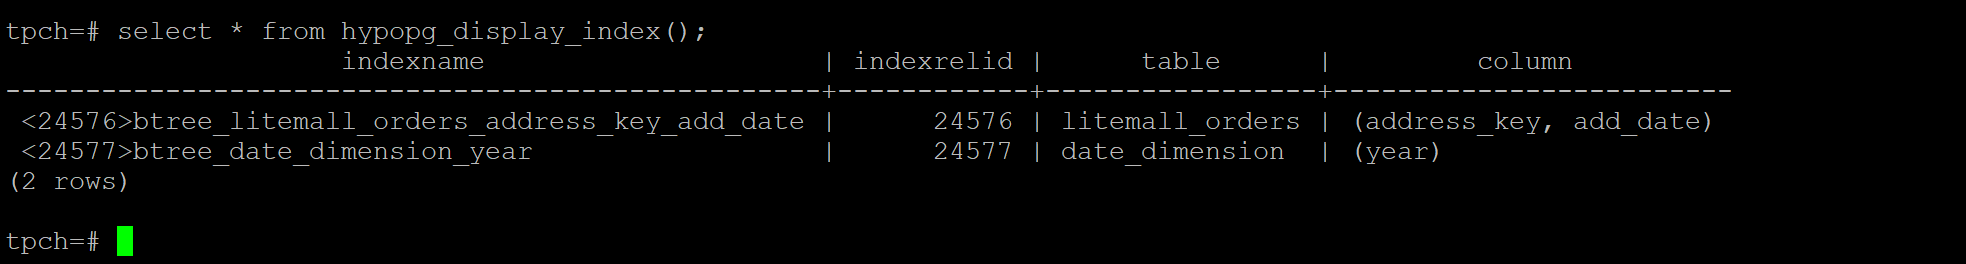 tpch=# select * from hypopg_display_index();
                     indexname                      | indexrelid |      table      |         column
----------------------------------------------------+------------+-----------------+-------------------------
 <24576>btree_litemall_orders_address_key_add_date |      24576 | litemall_orders | (address_key, add_date)
 <24577>btree_date_dimension_year                  |      24577 | date_dimension  | (year)
(2 rows)
tpch=#